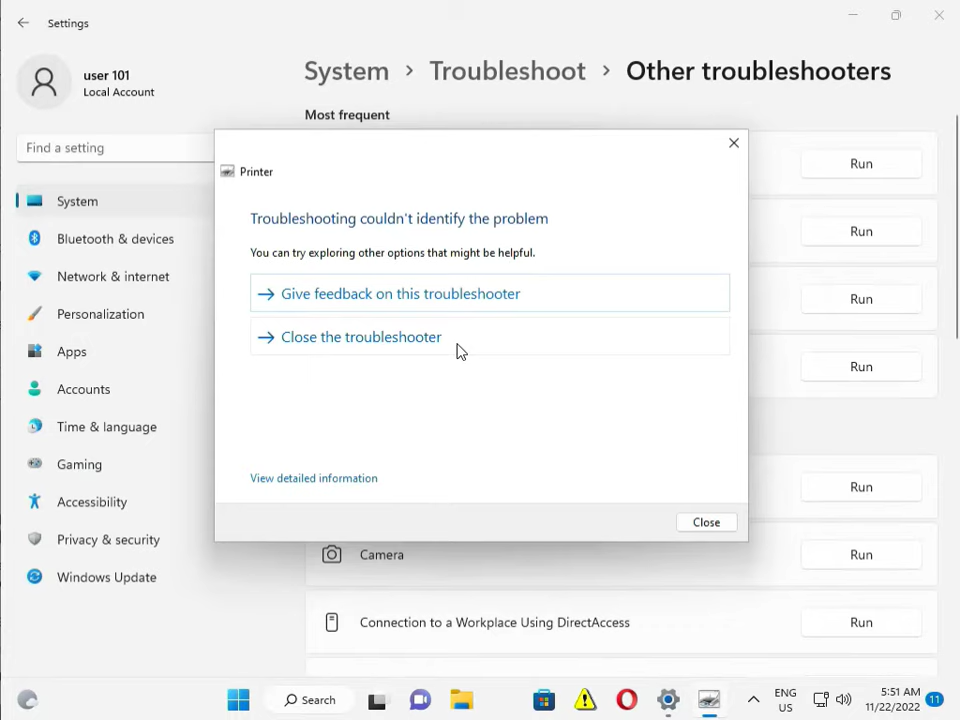 Settings
user 101
Local Account
Find a setting
System
Bluetooth & devices
Network & internet
Personalization
Apps
Accounts
Time & language
Gaming
Accessibility
Privacy & security
Windows Update
System > Troubleshoot > Other troubleshooters
Most frequent
Run
Run
Run
Run
Printer
Troubleshooting couldn't identify the problem
You can try exploring other options that might be helpful.
Give feedback on this troubleshooter
Close the troubleshooter
View detailed information
Close
Run
Camera
Run
Connection to a Workplace Using DirectAccess
Run
Search
ENG
US
5:51 AM
11/22/2022
11